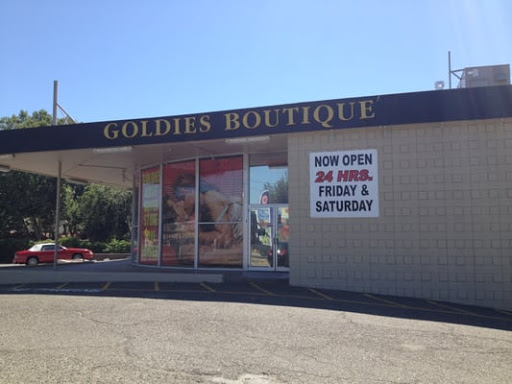 GOLDIES BOUTIQUE
NOW OPEN
24 HRS.
FRIDAY &
SATURDAY